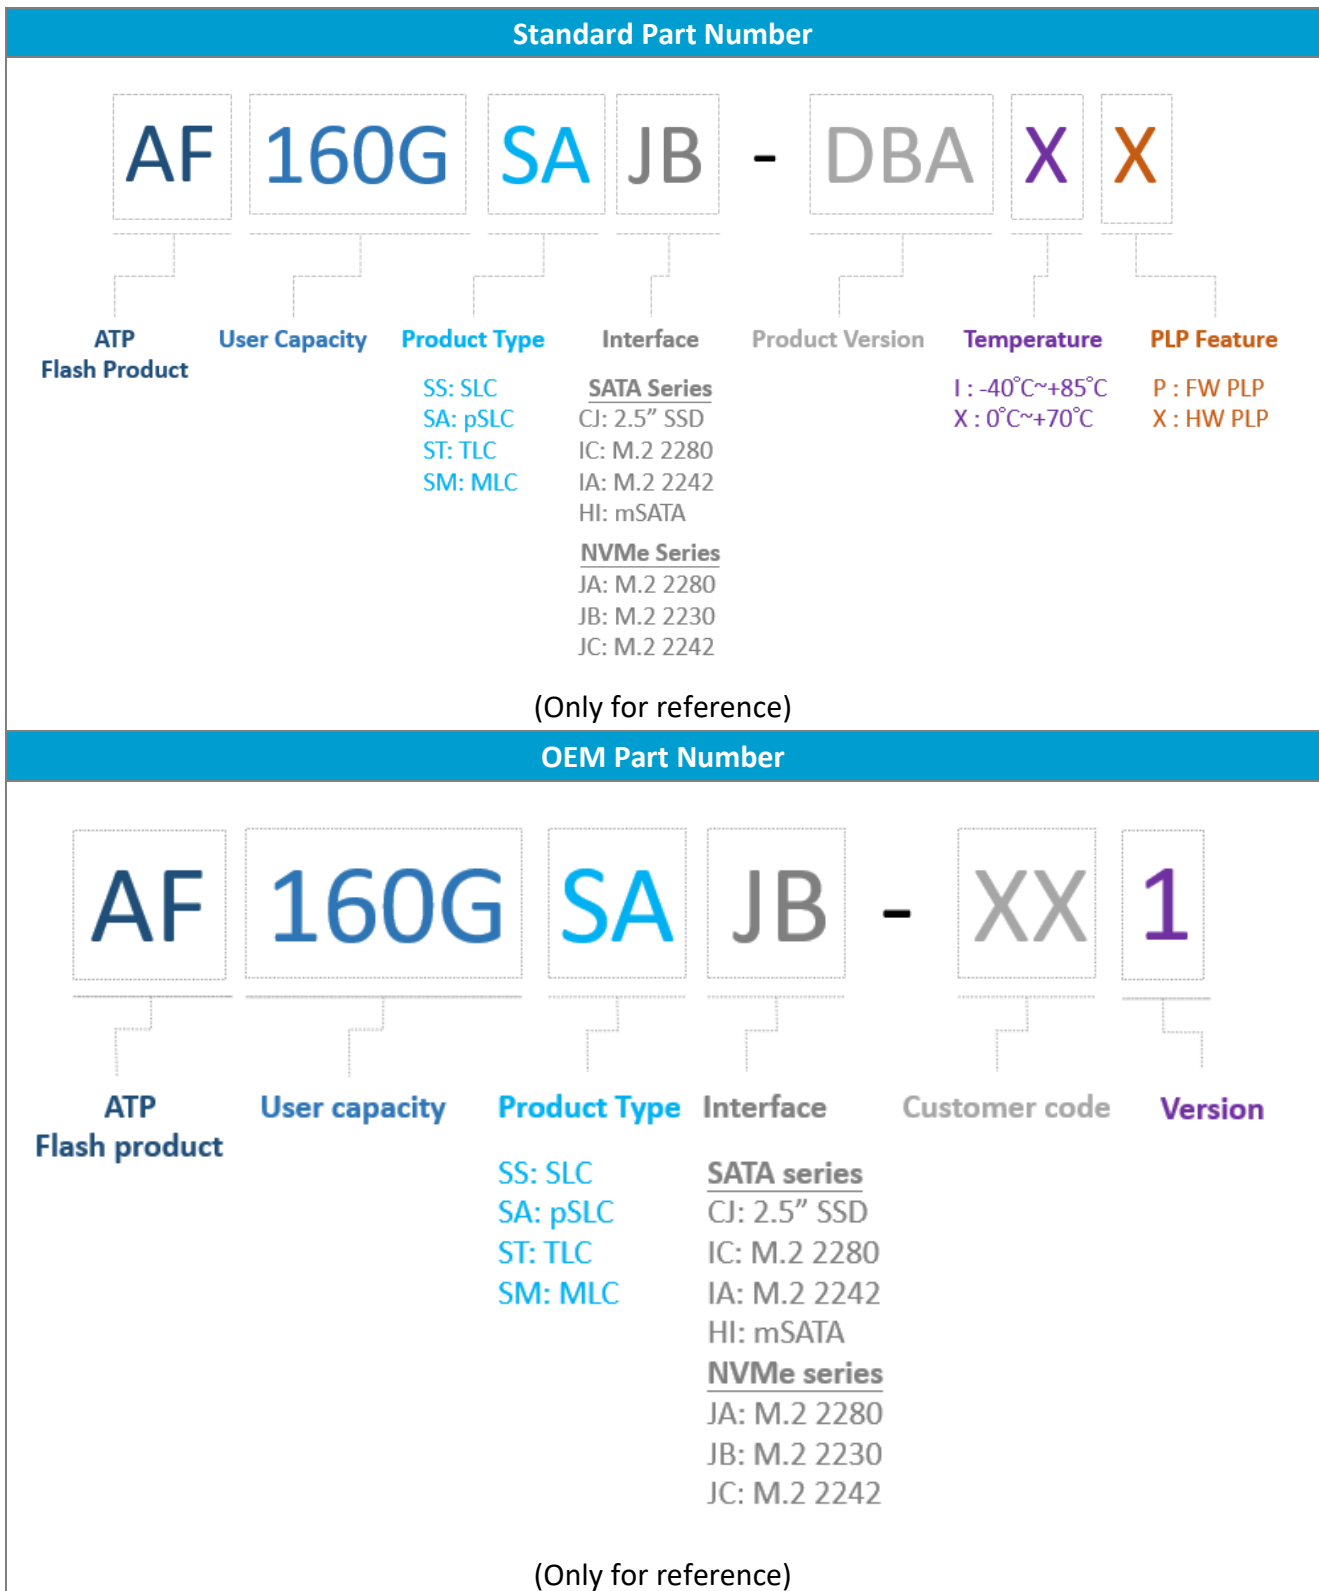 Standard Part Number
AF 160G SA JB - DBA X X
ATP
Flash Product
User Capacity
Product Type
SS: SLC
SA: pSLC
ST: TLC
SM: MLC
Interface
SATA Series
CJ: 2.5” SSD
IC: M.2 2280
IA: M.2 2242
HI: mSATA
NVMe Series
JA: M.2 2280
JB: M.2 2230
JC: M.2 2242
Product Version
Temperature
I : -40°C~+85°C
X : 0°C~+70°C
PLP Feature
P : FW PLP
X : HW PLP
(Only for reference)
OEM Part Number
AF 160G SA JB - XX 1
ATP
Flash product
User capacity
Product Type
SS: SLC
SA: pSLC
ST: TLC
SM: MLC
Interface
SATA series
CJ: 2.5” SSD
IC: M.2 2280
IA: M.2 2242
HI: mSATA
NVMe series
JA: M.2 2280
JB: M.2 2230
JC: M.2 2242
Customer code
Version
(Only for reference)